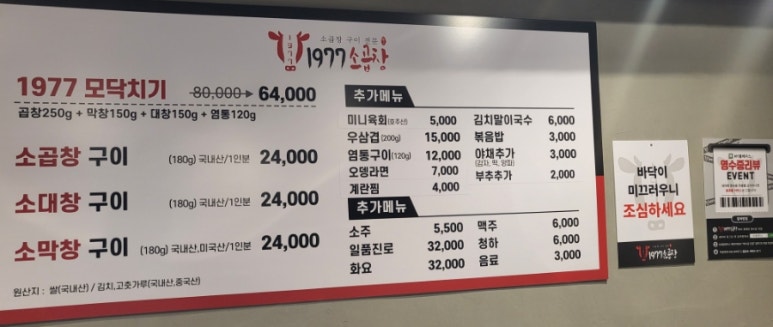 소곱창 구이 전문
1977 소곱창
1977 모닥치기 80,000 64,000
곱창250g + 막창150g + 대창150g + 염통120g
소곱창 구이 (180g) 국내산/1인분 24,000
소대창 구이 (180g) 국내산/1인분 24,000
소막창 구이 (180g) 국내산,미국산/1인분 24,000
원산지 : 쌀(국내산) / 김치,고춧가루(국내산,중국산)
추가메뉴
미니육회(호주산) 5,000
우삼겹(200g) 15,000
염통구이(120g) 12,000
오뎅라면 7,000
계란찜 4,000
김치말이국수 6,000
볶음밥 3,000
야채추가 3,000
(감자, 떡, 양파)
부추추가 2,000
추가메뉴
소주 5,500
일품진로 32,000
화요 32,000
맥주 6,000
청하 6,000
음료 3,000
바닥이
미끄러우니
조심하세요
1977 소곱창
영수증리뷰
EVENT